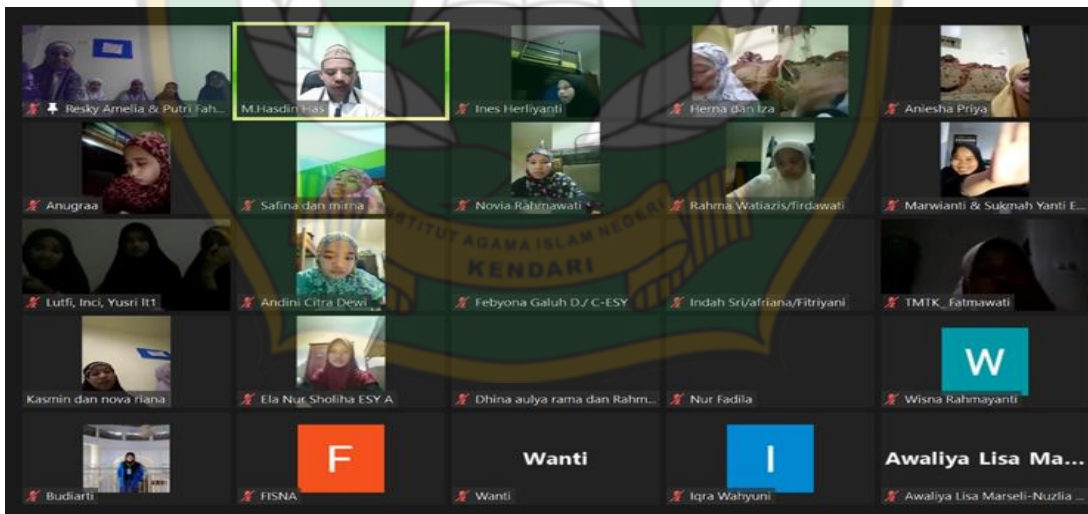 Resky Amelia & Putri Fah...
M.Hasdin Has
Ines Herliyanti
Herna dan Iza
Aniesha Priya
Anugraa
Safina dan mirna
Novia Rahmawati
Rahma Watiazis/firdawati
Marwianti & Sukmah Yanti E...
INSTITUT AGAMA ISLAM NEGERI
KENDARI
Lutfi, Inci, Yusri lt1
Andini Citra Dewi
Febyona Galuh D./ C-ESY
Indah Sri/afriana/Fitriyani
TMTK_ Fatmawati
W
Kasmin dan nova riana
Ela Nur Sholiha ESY A
Dhina aulya rama dan Rahm...
Nur Fadila
Wisna Rahmayanti
F
Wanti
I
Awaliya Lisa Ma...
Budiarti
FISNA
Wanti
Iqra Wahyuni
Awaliya Lisa Marseli-Nuzlia ...